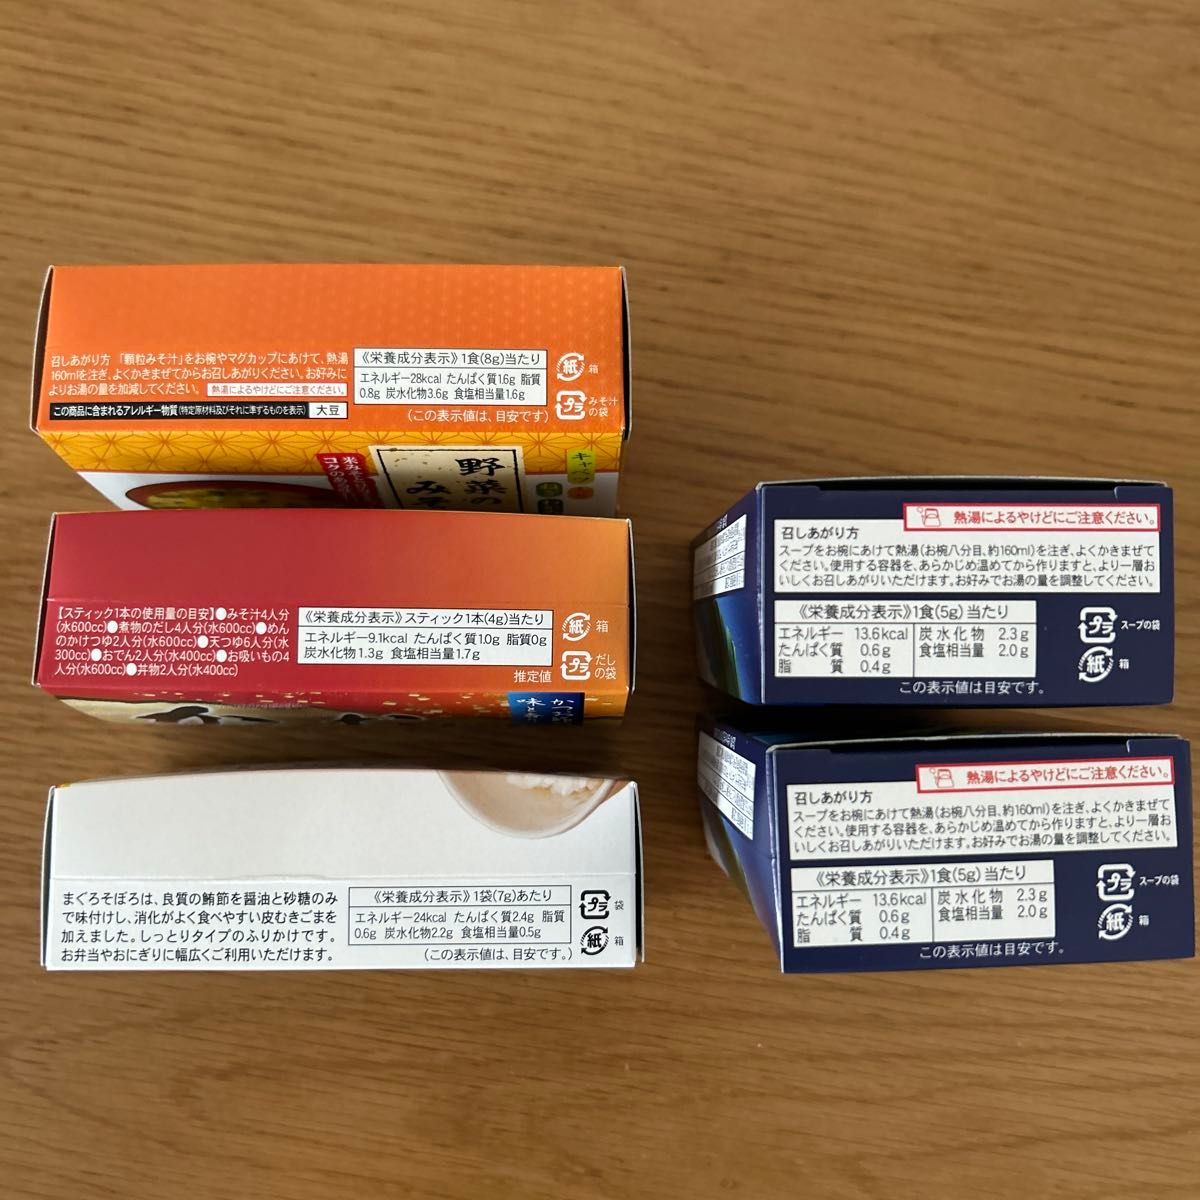 召しあがり方 「顆粒みそ汁」をお椀やマグカップにあけて、熱湯
160mlを注ぎ、よくかきまぜてからお召しあがりください。お好みに
よりお湯の量を加減してください。 熱湯によるやけどにご注意ください。
この商品に含まれるアレルギー物質(特定原材料及びそれに準ずるものを表示) 大豆
《栄養成分表示》1食(8g)当たり
エネルギー28kcal たんぱく質1.6g 脂質
0.8g 炭水化物3.6g 食塩相当量1.6g
(この表示値は、目安です)
紙 箱
プラ みそ汁
の袋
野菜の
みそ
キャベツ
米みそ
コクのある
【スティック1本の使用量の目安】●みそ汁4人分
(水600cc)●煮物のだし4人分(水600cc)●めん
のかけつゆ2人分(水600cc)●天つゆ6人分(水
300cc)●おでん2人分(水400cc)●お吸いもの4
人分(水600cc)●丼物2人分(水400cc)
《栄養成分表示》スティック1本(4g)当たり
エネルギー9.1kcal たんぱく質1.0g 脂質0g
炭水化物1.3g 食塩相当量1.7g
推定値
紙 箱
プラ だし
の袋
まぐろそぼろは、良質の鮪節を醤油と砂糖のみ
で味付けし、消化がよく食べやすい皮むきごまを
加えました。しっとりタイプのふりかけです。
お弁当やおにぎりに幅広くご利用いただけます。
《栄養成分表示》1袋(7g)あたり
エネルギー24kcal たんぱく質2.4g 脂質
0.6g 炭水化物2.2g 食塩相当量0.5g
(この表示値は、目安です。)
プラ 袋
紙 箱
熱湯によるやけどにご注意ください。
召しあがり方
スープをお椀にあけて熱湯(お椀八分目、約160ml)を注ぎ、よくかきまぜて
ください。使用する容器を、あらかじめ温めてから作りますと、より一層お
いしくお召しあがりいただけます。お好みでお湯の量を調整してください。
《栄養成分表示》1食(5g)当たり
エネルギー 13.6kcal 炭水化物 2.3g
たんぱく質 0.6g 食塩相当量 2.0g
脂質 0.4g
この表示値は目安です。
プラ スープの袋
紙 箱
熱湯によるやけどにご注意ください。
召しあがり方
スープをお椀にあけて熱湯(お椀八分目、約160ml)を注ぎ、よくかきまぜて
ください。使用する容器を、あらかじめ温めてから作りますと、より一層お
いしくお召しあがりいただけます。お好みでお湯の量を調整してください。
《栄養成分表示》1食(5g)当たり
エネルギー 13.6kcal 炭水化物 2.3g
たんぱく質 0.6g 食塩相当量 2.0g
脂質 0.4g
この表示値は目安です。
プラ スープの袋
紙 箱